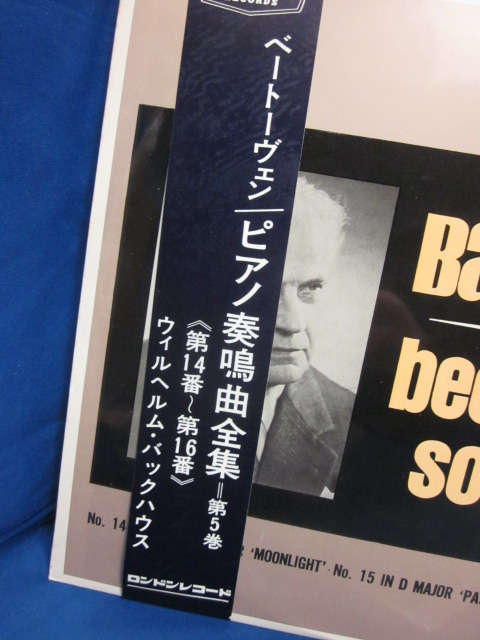 RECORDS
ベートーヴェン/ピアノ奏鳴曲全集=第5巻
《第14番~第16番》
ウィルヘルム・バックハウス
ロンドンレコード
Ba
bee
so
No. 14
'MOONLIGHT' · No. 15 IN D MAJOR 'PA